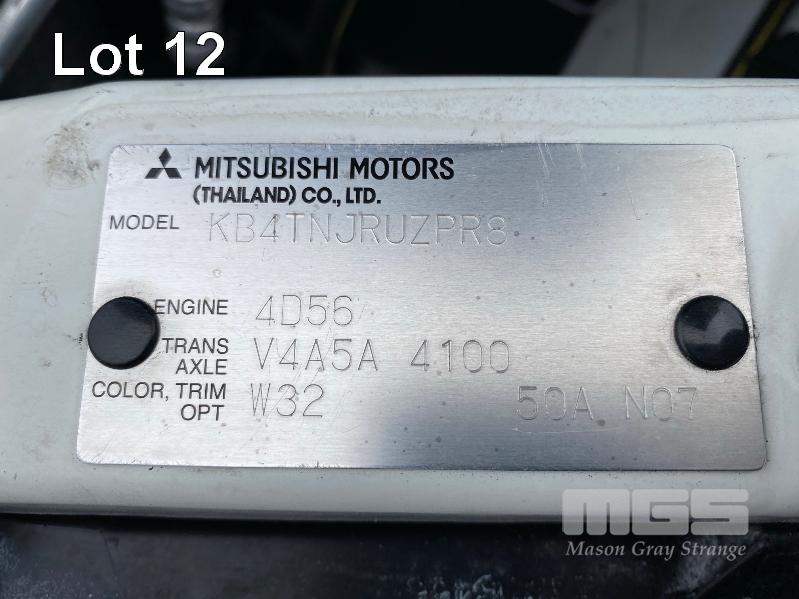 Lot 12
MITSUBISHI MOTORS
(THAILAND) CO., LTD.
MODEL KB4TNJRUZPR8
ENGINE 4D56
TRANS AXLE V4A5A 4100
COLOR, TRIM OPT W32 50A N07
MGS
Mason Gray Strange